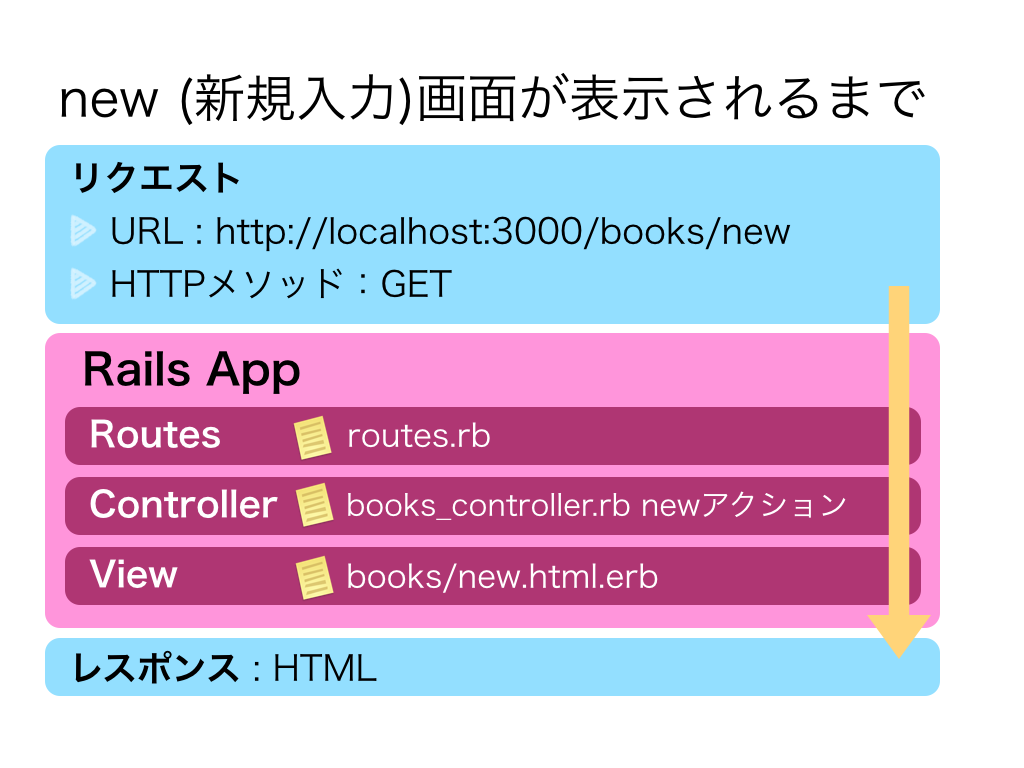 new (新規入力)画面が表示されるまで
リクエスト
URL : http://localhost:3000/books/new
HTTPメソッド：GET
Rails App
Routes routes.rb
Controller books_controller.rb newアクション
View books/new.html.erb
レスポンス : HTML